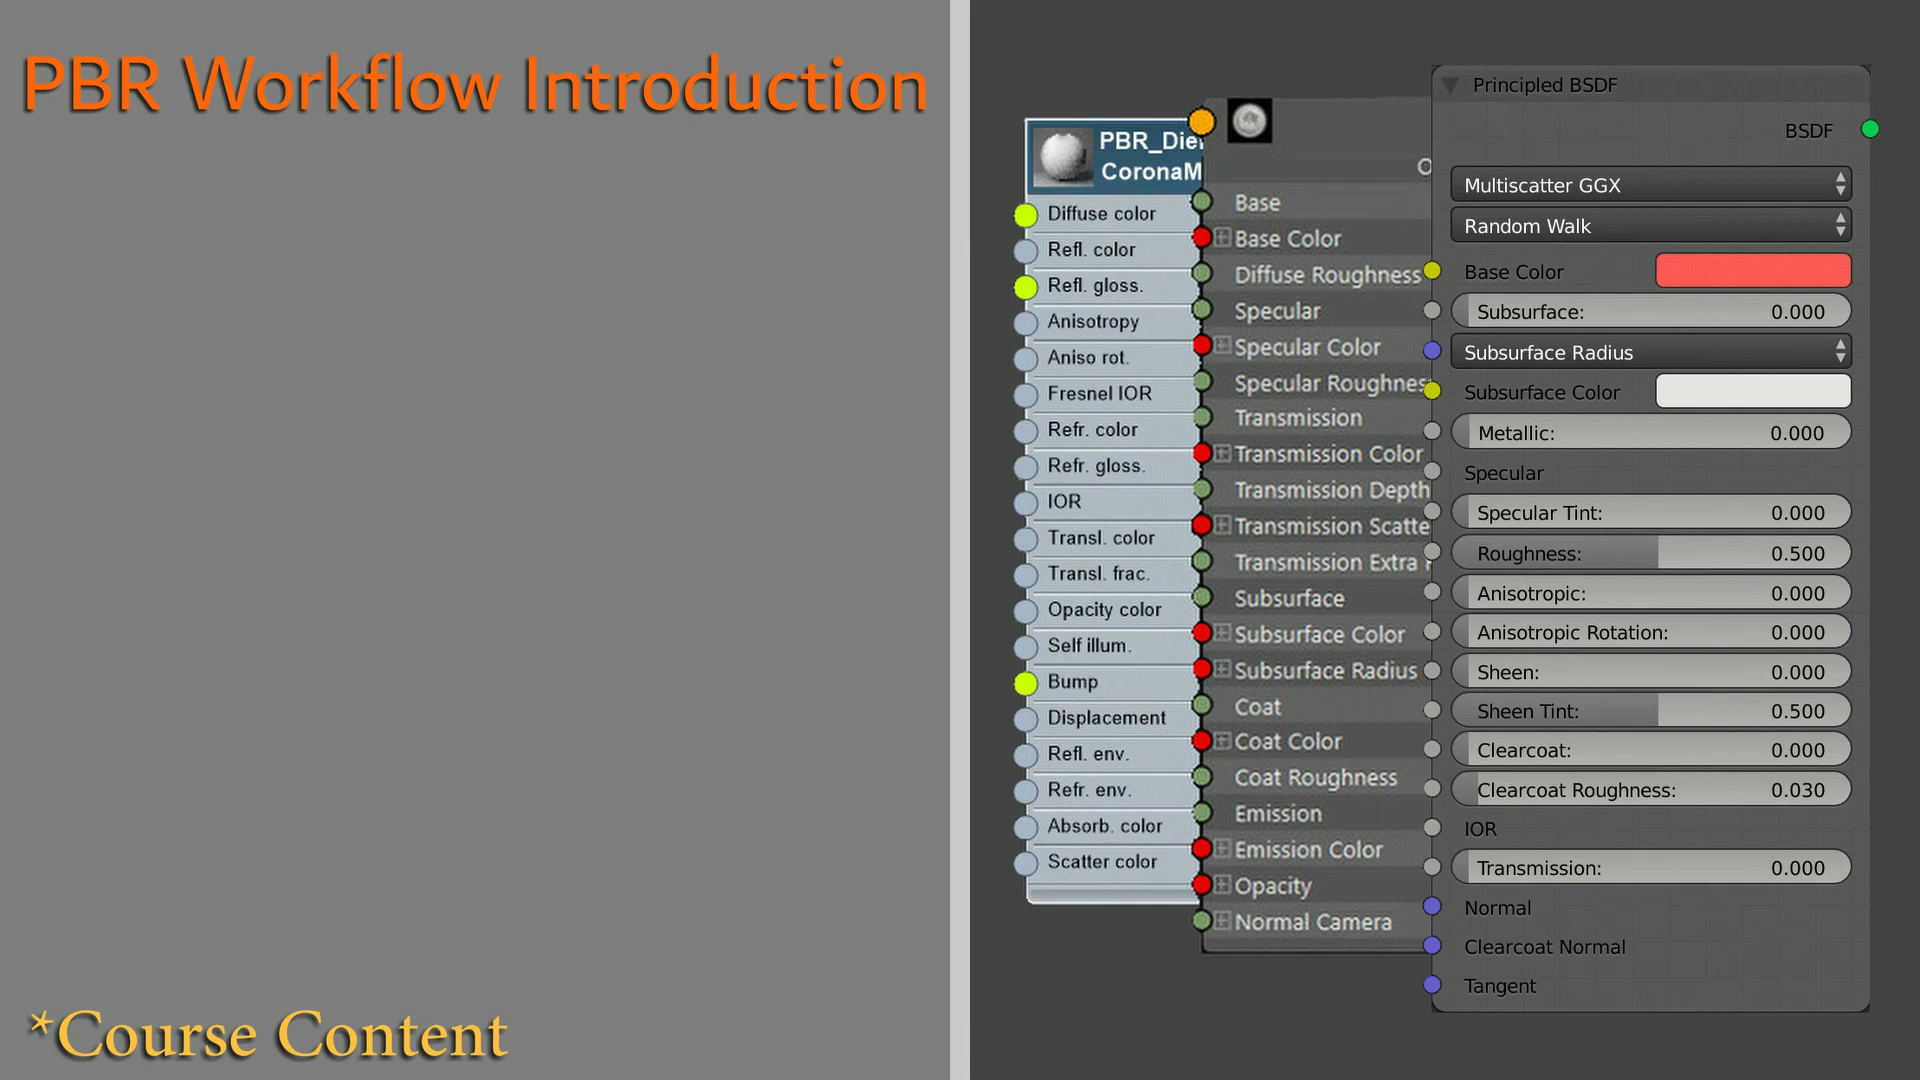 PBR Workflow Introduction
*Course Content
PBR_Die
CoronaM
Diffuse color
Refl. color
Refl. gloss.
Anisotropy
Aniso rot.
Fresnel IOR
Refr. color
Refr. gloss.
IOR
Transl. color
Transl. frac.
Opacity color
Self illum.
Bump
Displacement
Refl. env.
Refr. env.
Absorb. color
Scatter color
Base
Base Color
Diffuse Roughness
Specular
Specular Color
Specular Roughnes
Transmission
Transmission Color
Transmission Depth
Transmission Scatte
Transmission Extra
Subsurface
Subsurface Color
Subsurface Radius
Coat
Coat Color
Coat Roughness
Emission
Emission Color
Opacity
Normal Camera
Principled BSDF
BSDF
Multiscatter GGX
Random Walk
Base Color
Subsurface: 0.000
Subsurface Radius
Subsurface Color
Metallic: 0.000
Specular
Specular Tint: 0.000
Roughness: 0.500
Anisotropic: 0.000
Anisotropic Rotation: 0.000
Sheen: 0.000
Sheen Tint: 0.500
Clearcoat: 0.000
Clearcoat Roughness: 0.030
IOR
Transmission: 0.000
Normal
Clearcoat Normal
Tangent